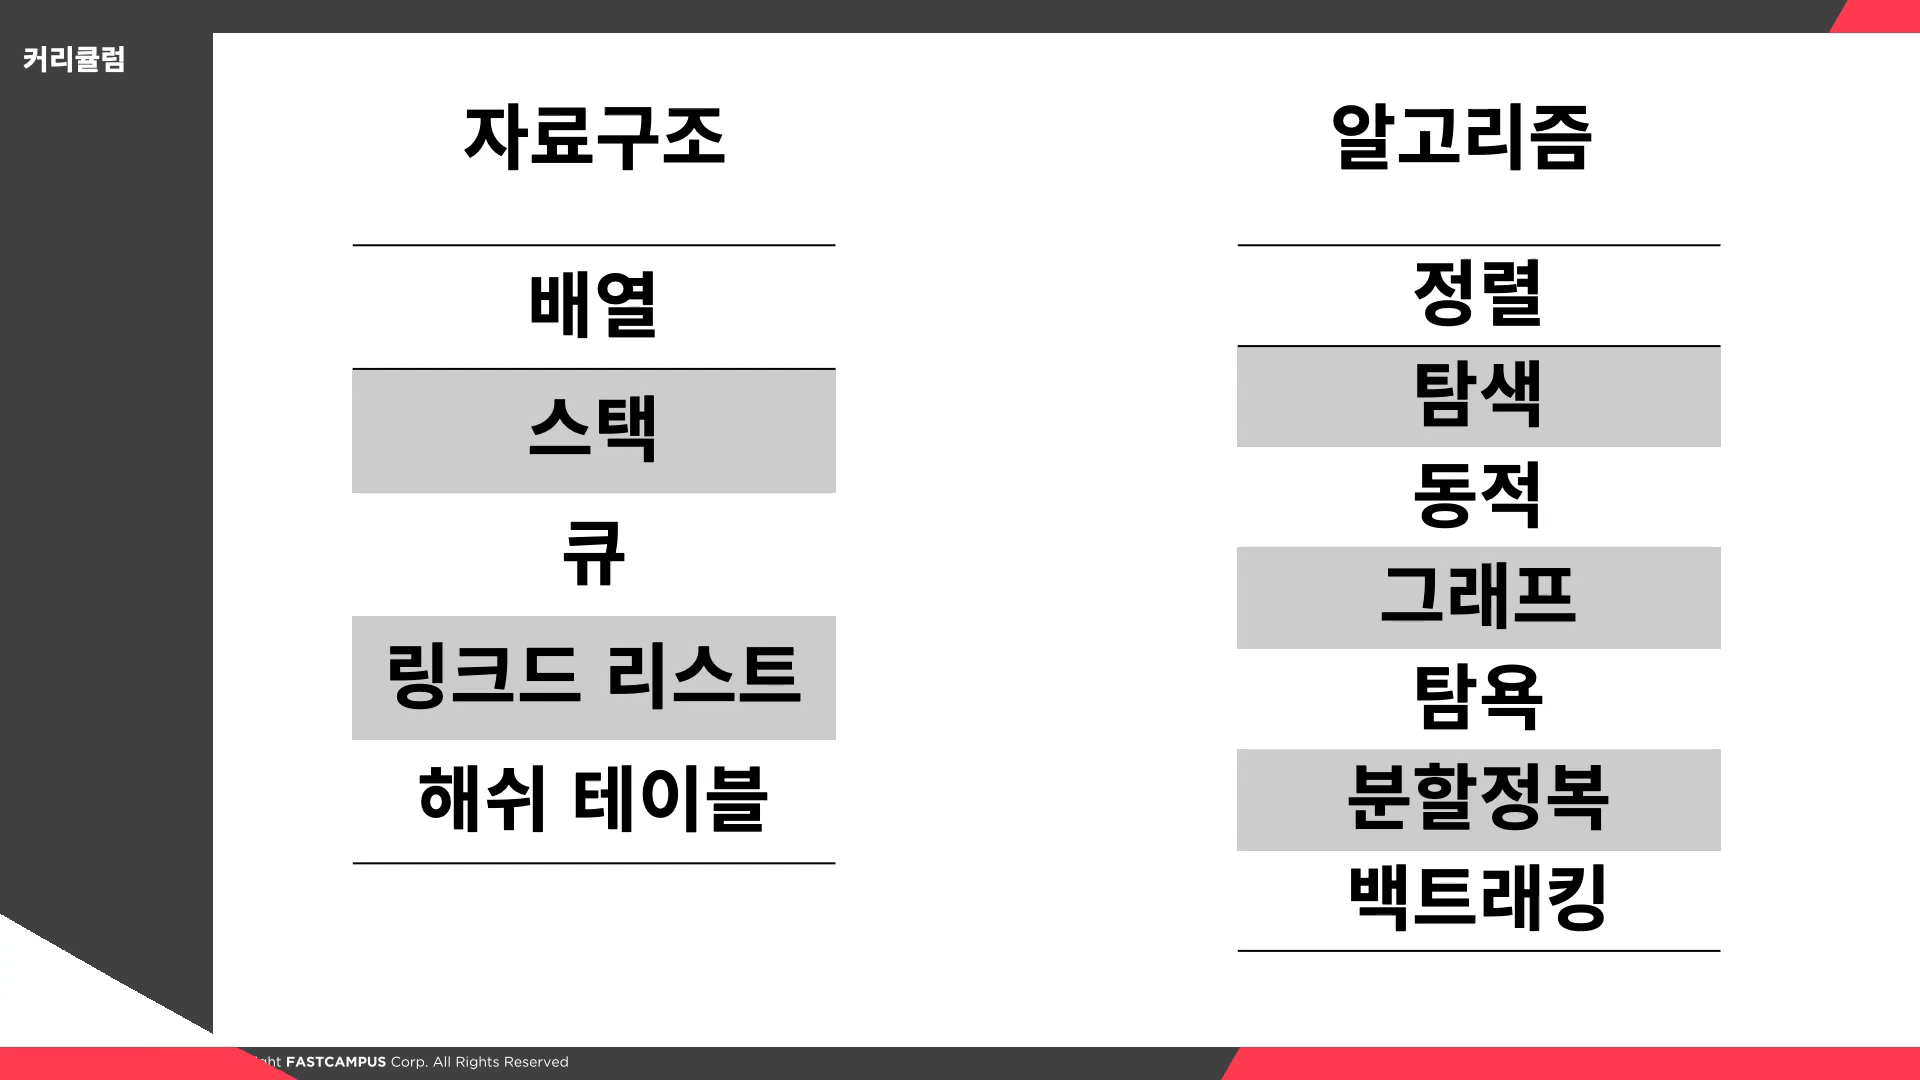 커리큘럼
자료구조
배열
스택
큐
링크드 리스트
해쉬 테이블
알고리즘
정렬
탐색
동적
그래프
탐욕
분할정복
백트래킹
FASTCAMPUS Corp. All Rights Reserved